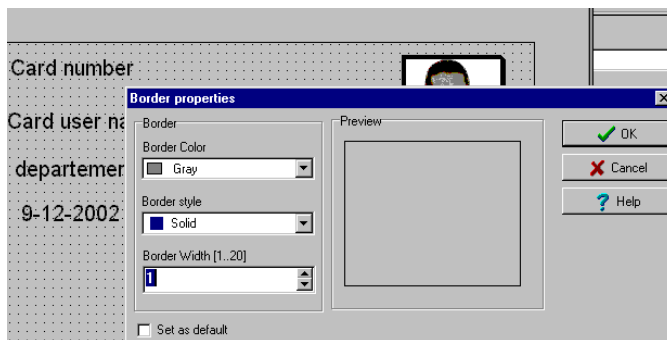 Card number
Card user na
departemen
9-12-2002
Border properties
Border
Border Color
Gray
Border style
Solid
Border Width [1..20]
1
Set as default
Preview
OK
Cancel
? Help